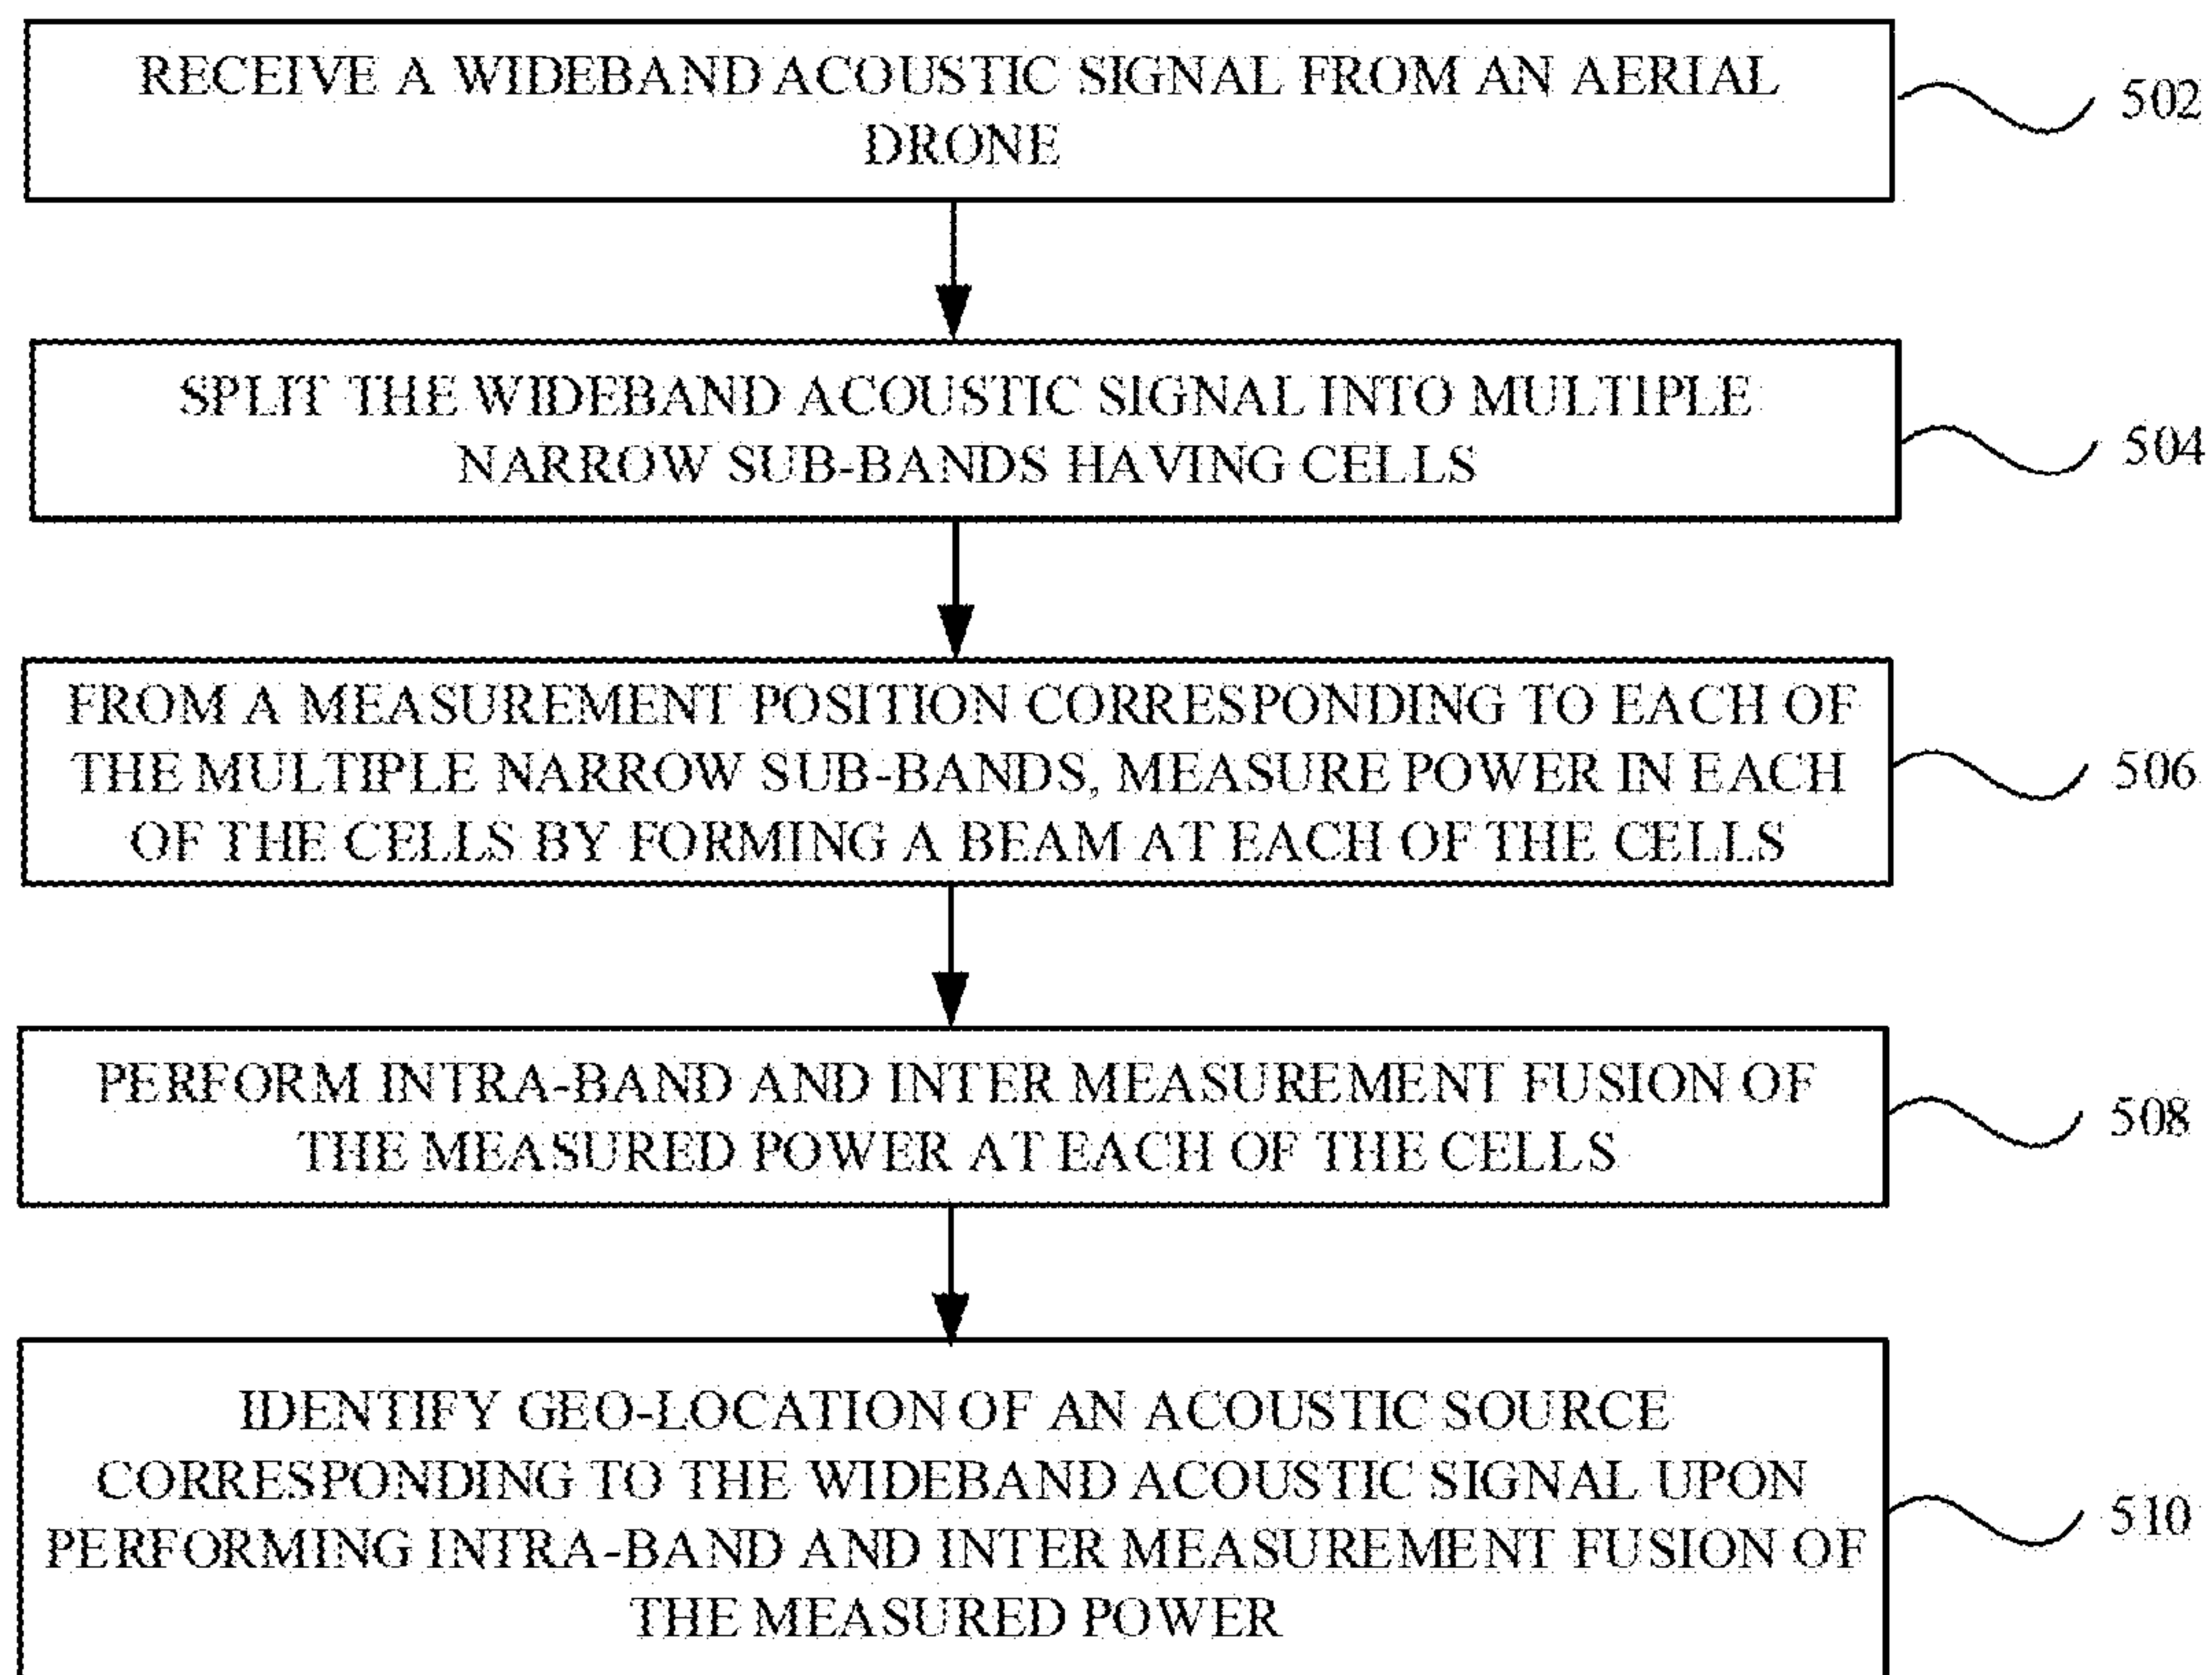 RECEIVE A WIDEBAND ACOUSTIC SIGNAL FROM AN AERIAL
DRONE
502
SPLIT THE WIDEBAND ACOUSTIC SIGNAL INTO MULTIPLE
NARROW SUB-BANDS HAVING CELLS
504
FROM A MEASUREMENT POSITION CORRESPONDING TO EACH OF
THE MULTIPLE NARROW SUB-BANDS, MEASURE POWER IN EACH
OF THE CELLS BY FORMING A BEAM AT EACH OF THE CELLS
506
PERFORM INTRA-BAND AND INTER MEASUREMENT FUSION OF
THE MEASURED POWER AT EACH OF THE CELLS
508
IDENTIFY GEO-LOCATION OF AN ACOUSTIC SOURCE
CORRESPONDING TO THE WIDEBAND ACOUSTIC SIGNAL UPON
PERFORMING INTRA-BAND AND INTER MEASUREMENT FUSION OF
THE MEASURED POWER
510